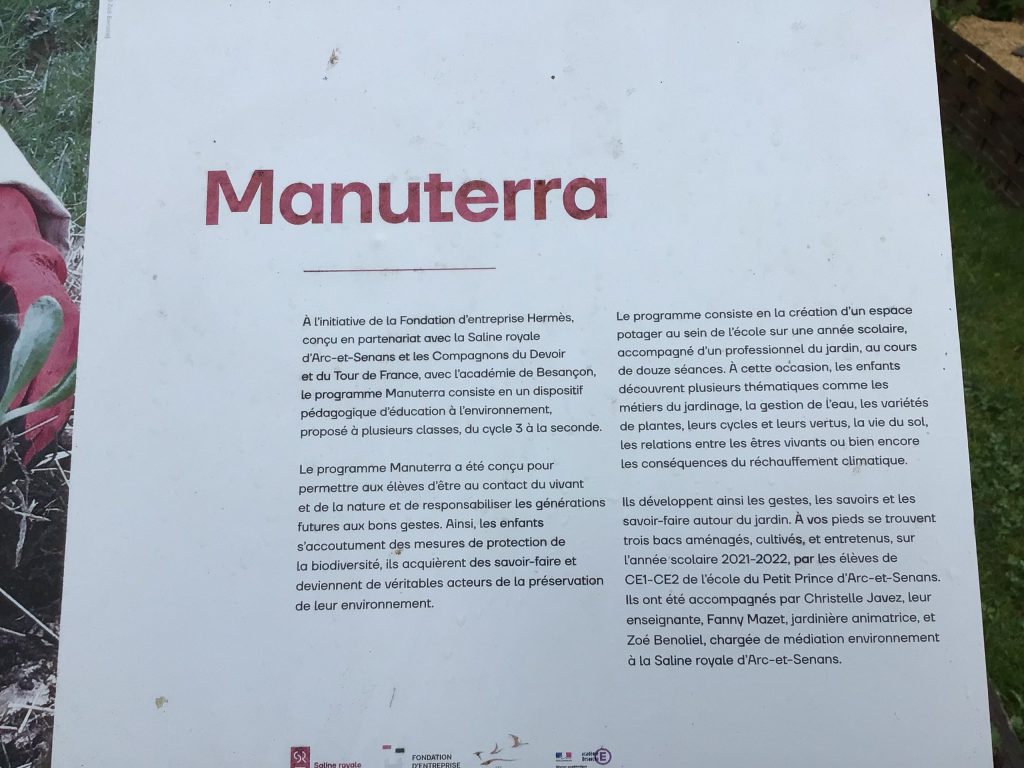 Manuterra
À l'initiative de la Fondation d'entreprise Hermès,
conçu en partenariat avec la Saline royale
d'Arc-et-Senans et les Compagnons du Devoir
et du Tour de France, avec l'académie de Besançon,
le programme Manuterra consiste en un dispositif
pédagogique d'éducation à l'environnement,
proposé à plusieurs classes, du cycle 3 à la seconde.
Le programme Manuterra a été conçu pour
permettre aux élèves d'être au contact du vivant
et de la nature et de responsabiliser les générations
futures aux bons gestes. Ainsi, les enfants
s'accoutument des mesures de protection de
la biodiversité, ils acquièrent des savoir-faire et
deviennent de véritables acteurs de la préservation
de leur environnement.
Le programme consiste en la création d'un espace
potager au sein de l'école sur une année scolaire,
accompagné d'un professionnel du jardin, au cours
de douze séances. À cette occasion, les enfants
découvrent plusieurs thématiques comme les
métiers du jardinage, la gestion de l'eau, les variétés
de plantes, leurs cycles et leurs vertus, la vie du sol,
les relations entre les êtres vivants ou bien encore
les conséquences du réchauffement climatique.
Ils développent ainsi les gestes, les savoirs et les
savoir-faire autour du jardin. À vos pieds se trouvent
trois bacs aménagés, cultivés, et entretenus, sur
l'année scolaire 2021-2022, par les élèves de
CE1-CE2 de l'école du Petit Prince d'Arc-et-Senans.
Ils ont été accompagnés par Christelle Javez, leur
enseignante, Fanny Mazet, jardinière animatrice, et
Zoé Benoliel, chargée de médiation environnement
à la Saline royale d'Arc-et-Senans.
Saline royale
FONDATION
D'ENTREPRISE